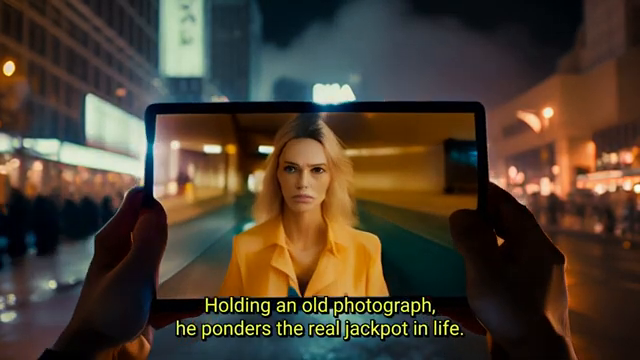 Holding an old photograph,
he ponders the real jackpot in life.